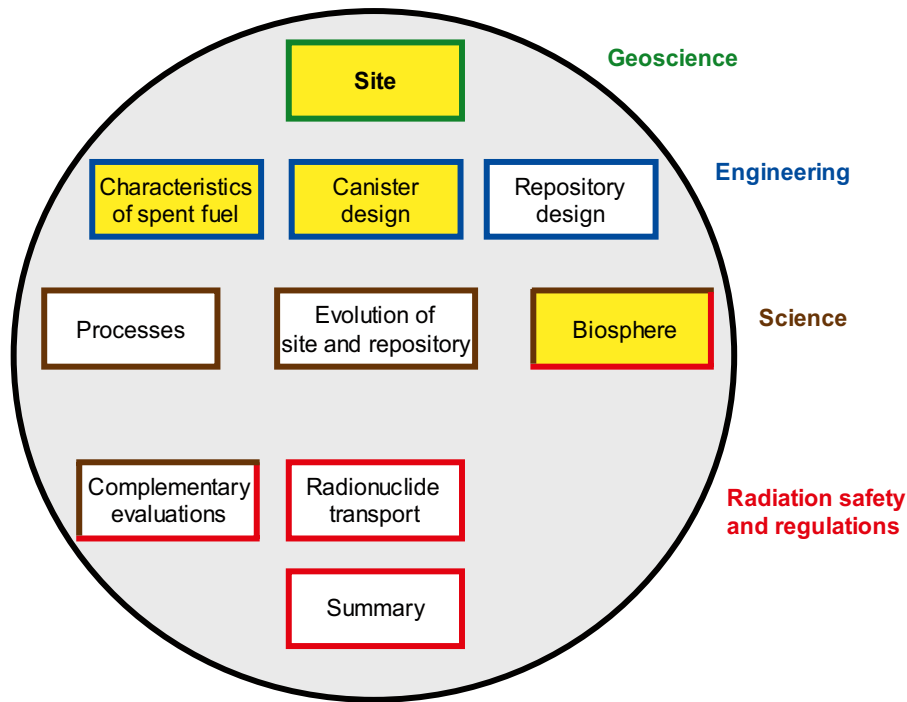 Site
Geoscience
Characteristics
of spent fuel
Canister
design
Repository
design
Engineering
Processes
Evolution of
site and repository
Biosphere
Science
Complementary
evaluations
Radionuclide
transport
Radiation safety
and regulations
Summary